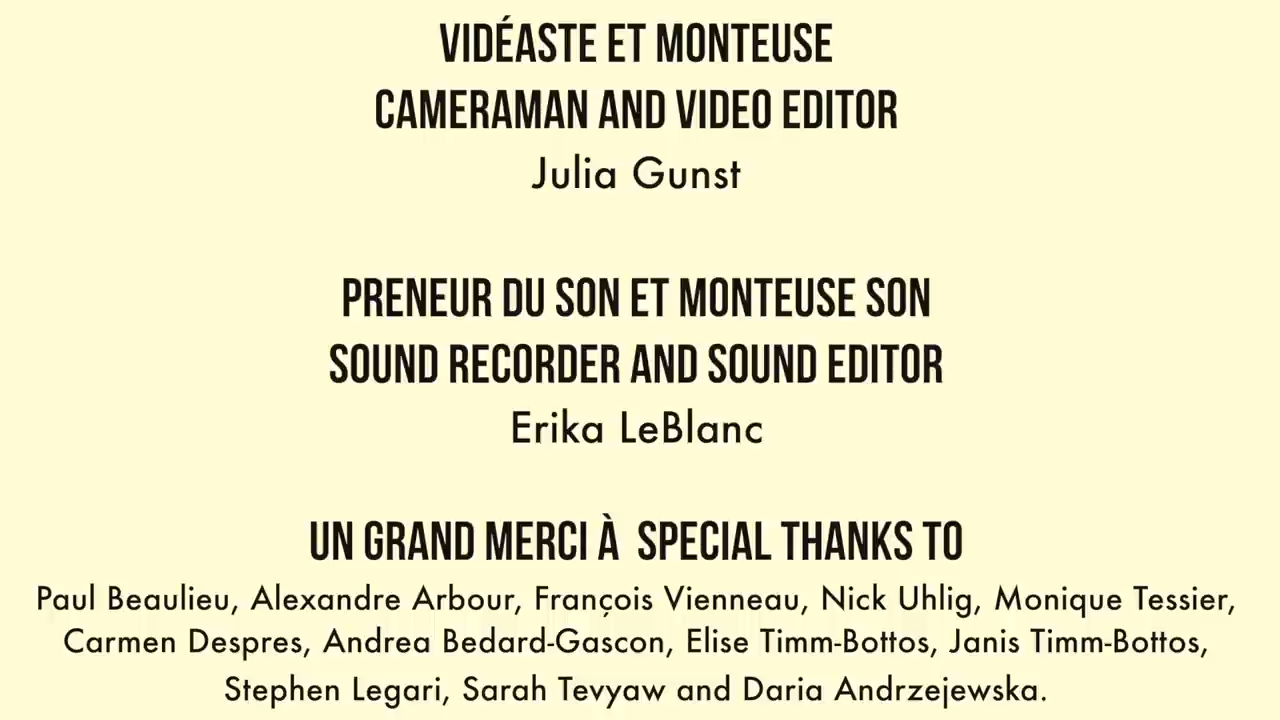 VIDÉASTE ET MONTEUSE
CAMERAMAN AND VIDEO EDITOR
Julia Gunst
PRENEUR DU SON ET MONTEUSE SON
SOUND RECORDER AND SOUND EDITOR
Erika LeBlanc
UN GRAND MERCI À SPECIAL THANKS TO
Paul Beaulieu, Alexandre Arbour, François Vienneau, Nick Uhlig, Monique Tessier,
Carmen Despres, Andrea Bedard-Gascon, Elise Timm-Bottos, Janis Timm-Bottos,
Stephen Legari, Sarah Tevyaw and Daria Andrzejewska.